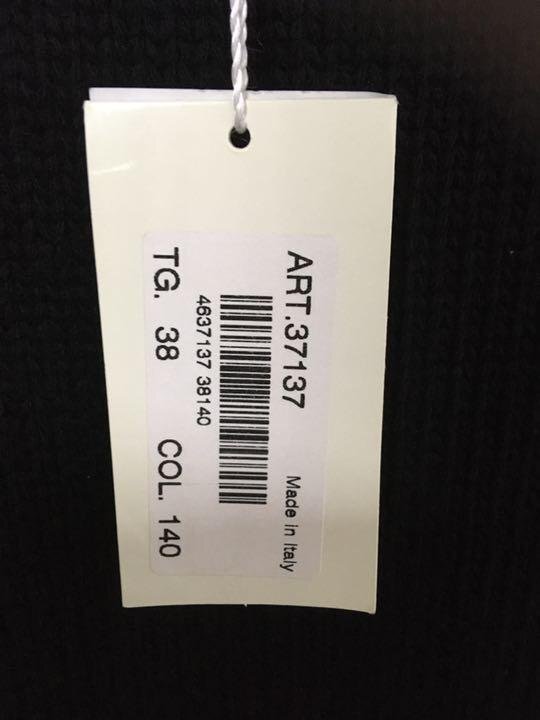 ART.37137
Made in Italy
4637137 38140
TG. 38 COL. 140